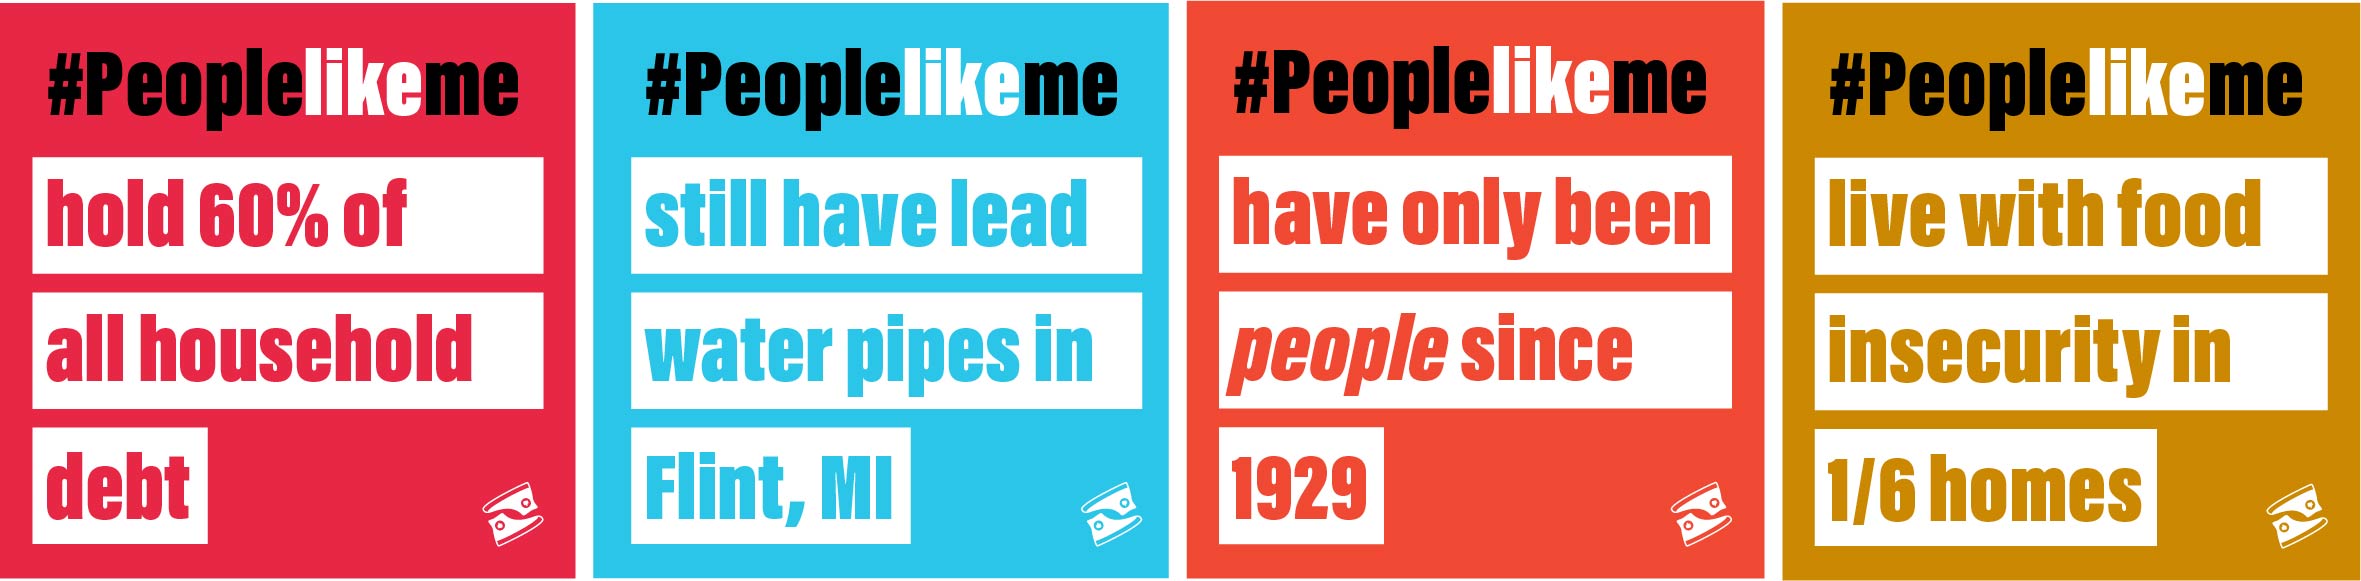 #Peoplelikeme
hold 60% of
all household
debt
#Peoplelikeme
still have lead
water pipes in
Flint, MI
#Peoplelikeme
have only been
people since
1929
#Peoplelikeme
live with food
insecurity in
1/6 homes